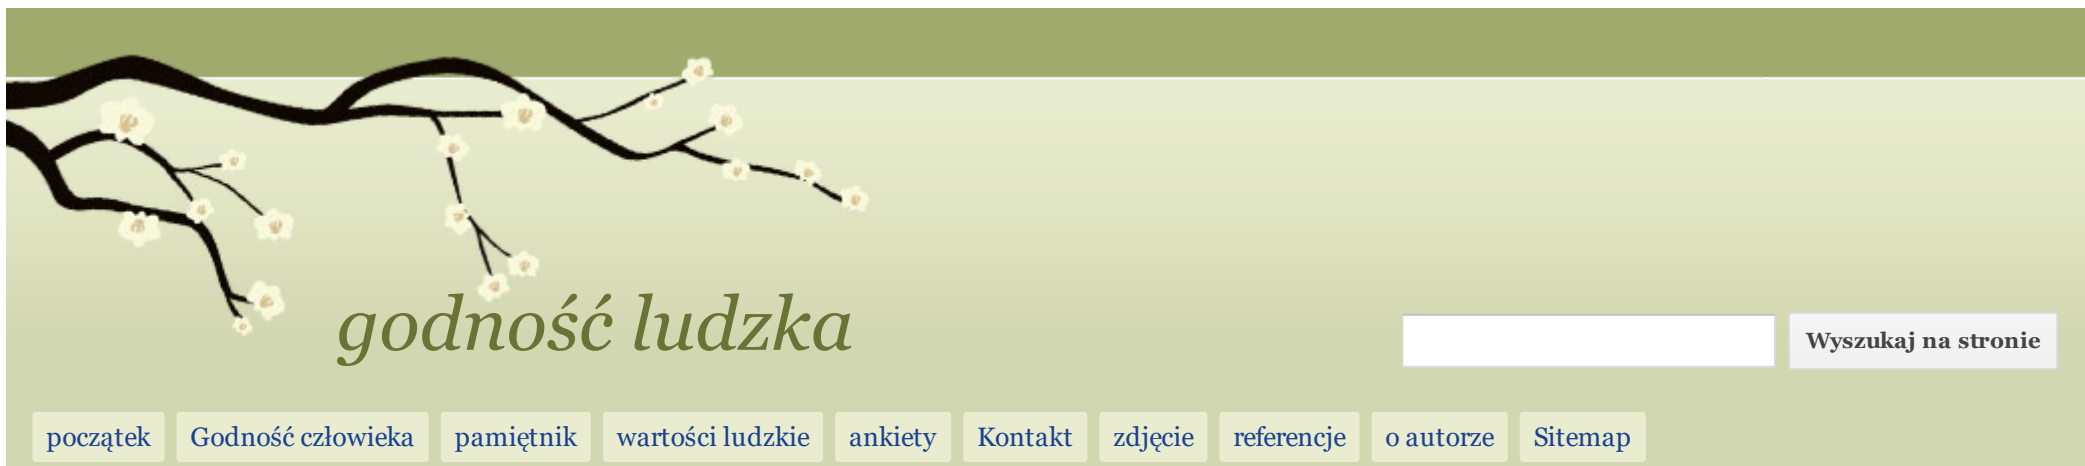 godność ludzka
Wyszukaj na stronie
początek Godność człowieka pamiętnik wartości ludzkie ankiety Kontakt zdjęcie referencje o autorze Sitemap